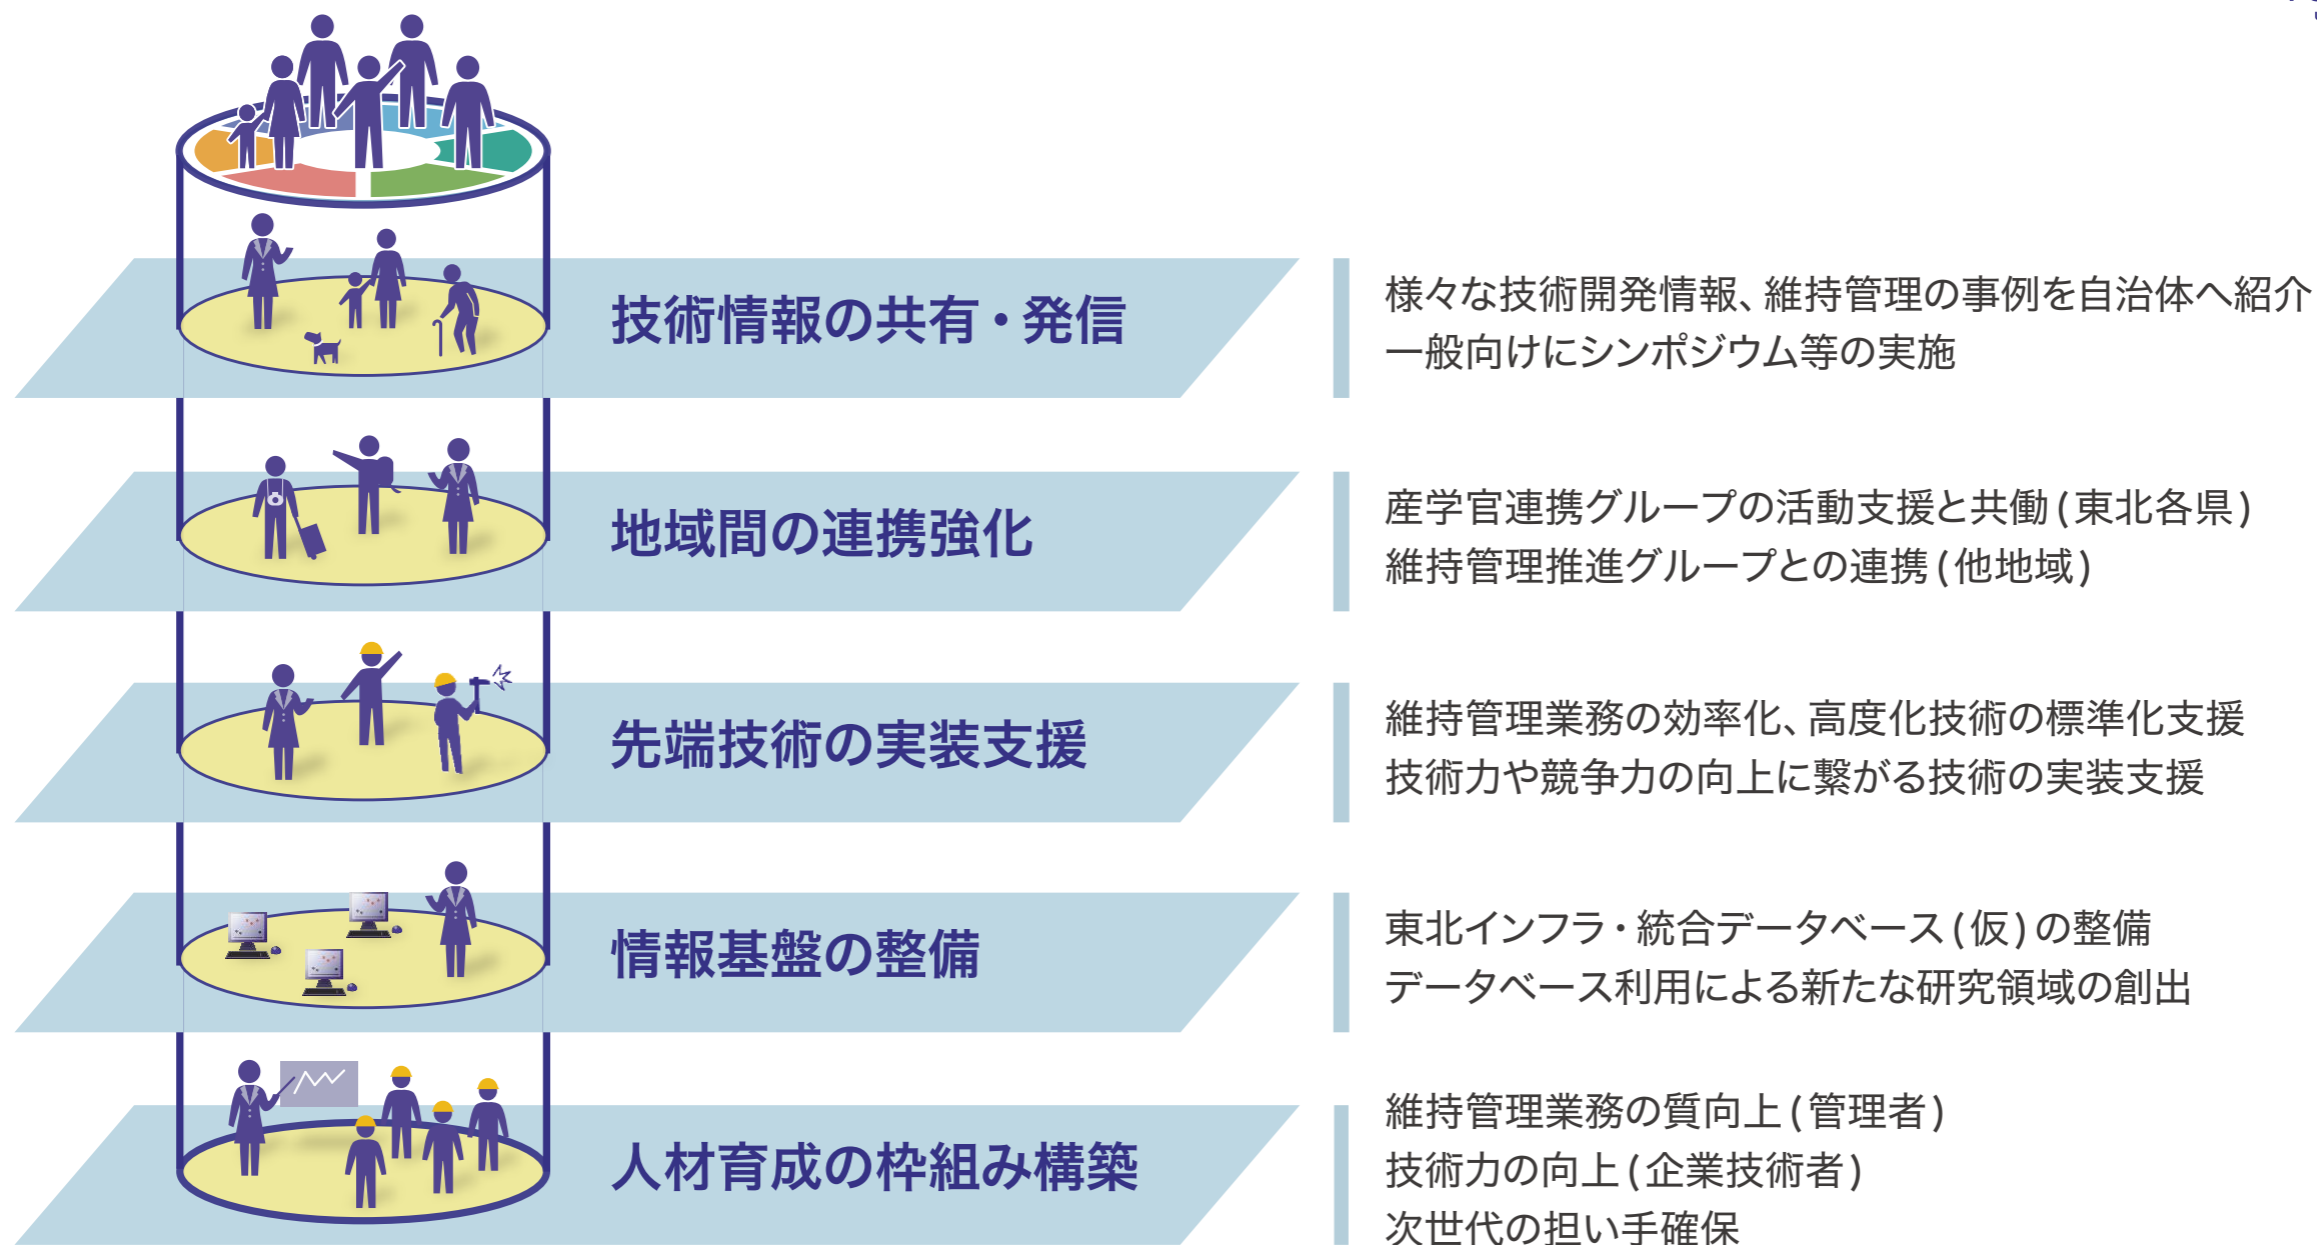 技術情報の共有・発信
様々な技術開発情報、維持管理の事例を自治体へ紹介
一般向けにシンポジウム等の実施
地域間の連携強化
産学官連携グループの活動支援と共働(東北各県)
維持管理推進グループとの連携(他地域)
先端技術の実装支援
維持管理業務の効率化、高度化技術の標準化支援
技術力や競争力の向上に繋がる技術の実装支援
情報基盤の整備
東北インフラ・統合データベース(仮)の整備
データベース利用による新たな研究領域の創出
人材育成の枠組み構築
維持管理業務の質向上(管理者)
技術力の向上(企業技術者)
次世代の担い手確保